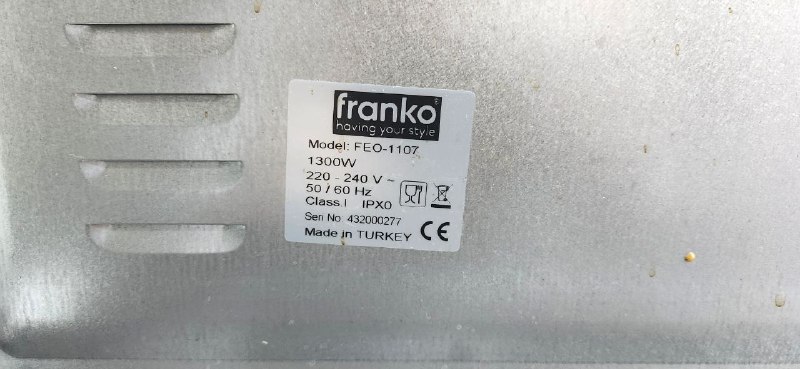 franko
having your style
Model: FEO-1107
1300W
220 - 240 V ~
50 / 60 Hz
Class.I IPX0
Seri No: 432000277
Made in TURKEY CE